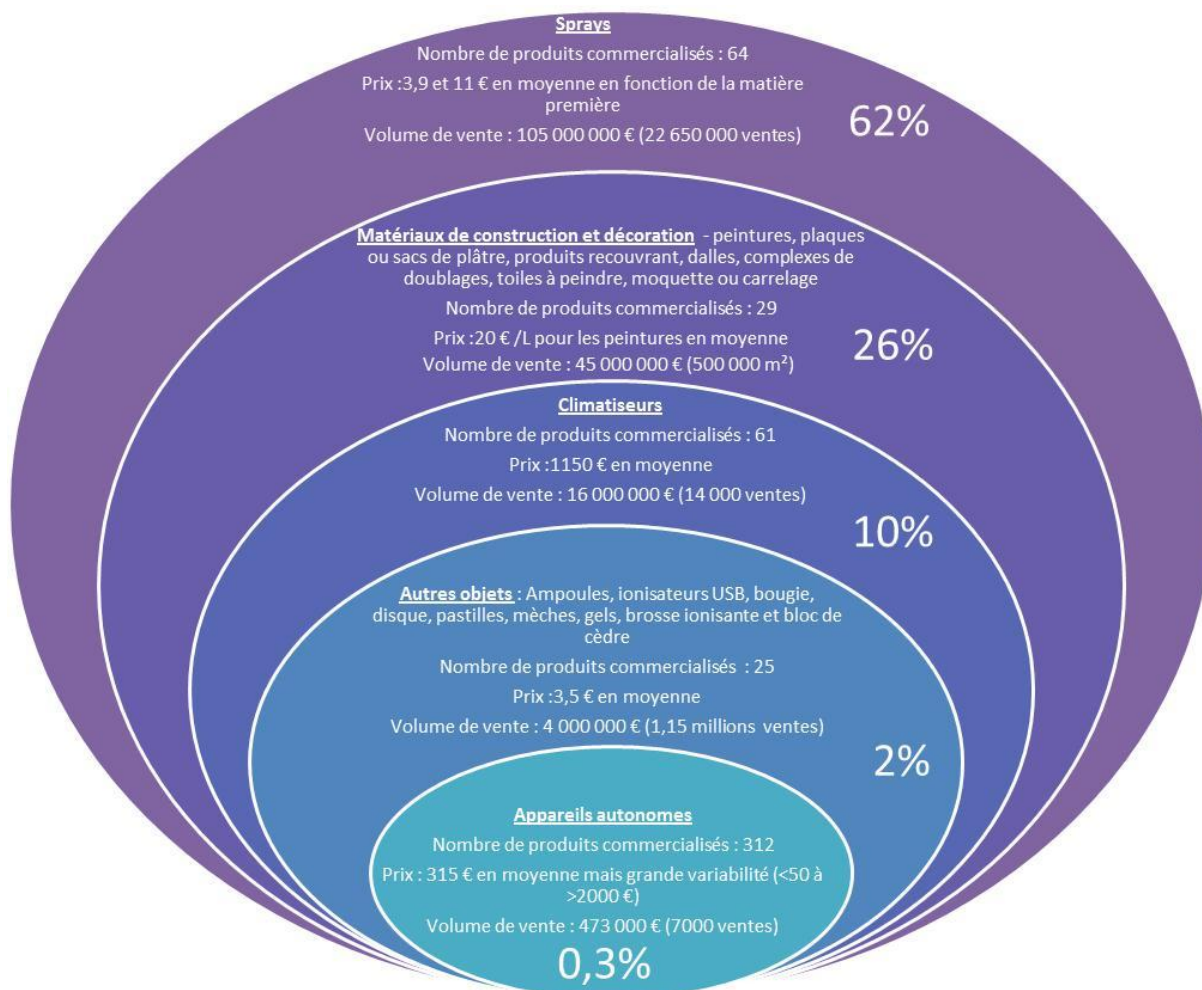 Sprays
Nombre de produits commercialisés : 64
Prix :3,9 et 11 € en moyenne en fonction de la matière
première
Volume de vente : 105 000 000 € (22 650 000 ventes)
62%
Matériaux de construction et décoration - peintures, plaques
ou sacs de plâtre, produits recouvrant, dalles, complexes de
doublages, toiles à peindre, moquette ou carrelage
Nombre de produits commercialisés : 29
Prix :20 € /L pour les peintures en moyenne
Volume de vente : 45 000 000 € (500 000 m²)
26%
Climatiseurs
Nombre de produits commercialisés : 61
Prix :1150 € en moyenne
Volume de vente : 16 000 000 € (14 000 ventes)
10%
Autres objets : Ampoules, ionisateurs USB, bougie,
disque, pastilles, mèches, gels, brosse ionisante et bloc de
cèdre
Nombre de produits commercialisés : 25
Prix :3,5 € en moyenne
Volume de vente : 4 000 000 € (1,15 millions ventes)
2%
Appareils autonomes
Nombre de produits commercialisés : 312
Prix : 315 € en moyenne mais grande variabilité (<50 à
>2000 €)
Volume de vente : 473 000 € (7000 ventes)
0,3%